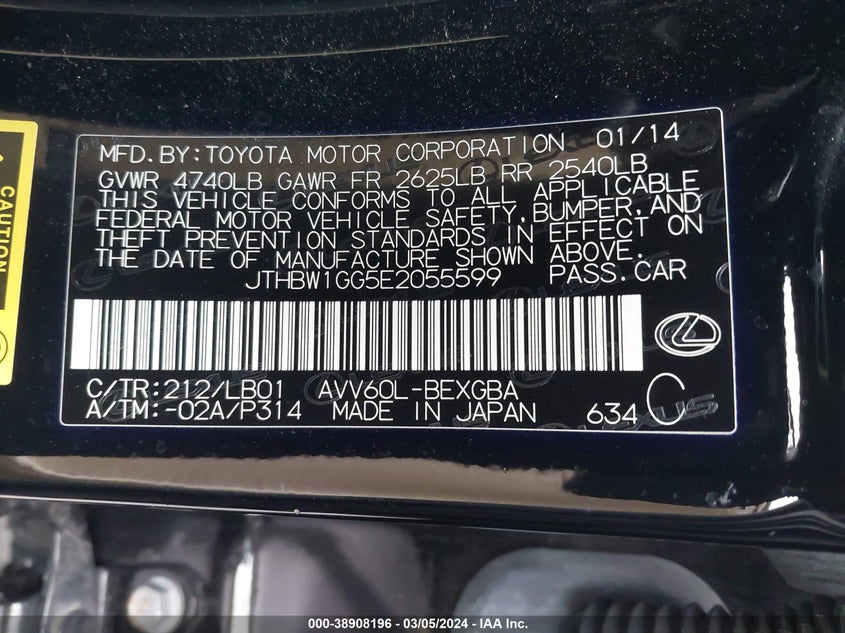 MFD.BY:TOYOTA MOTOR CORPORATION 01/14
GVWR 4740LB GAWR FR 2625LB RR 2540LB
THIS VEHICLE CONFORMS TO ALL APPLICABLE
FEDERAL MOTOR VEHICLE SAFETY,BUMPER,AND
THEFT PREVENTION STANDARDS IN EFFECT ON
THE DATE OF MANUFACTURE SHOWN ABOVE.
JTHBW1GG5E2055599 PASS.CAR
C/TR:212/LB01 AVV60L-BEXGBA
A/TM:-02A/P314 MADE IN JAPAN 634 C
CAUTION
000-38908196 - 03/05/2024 - IAA Inc.